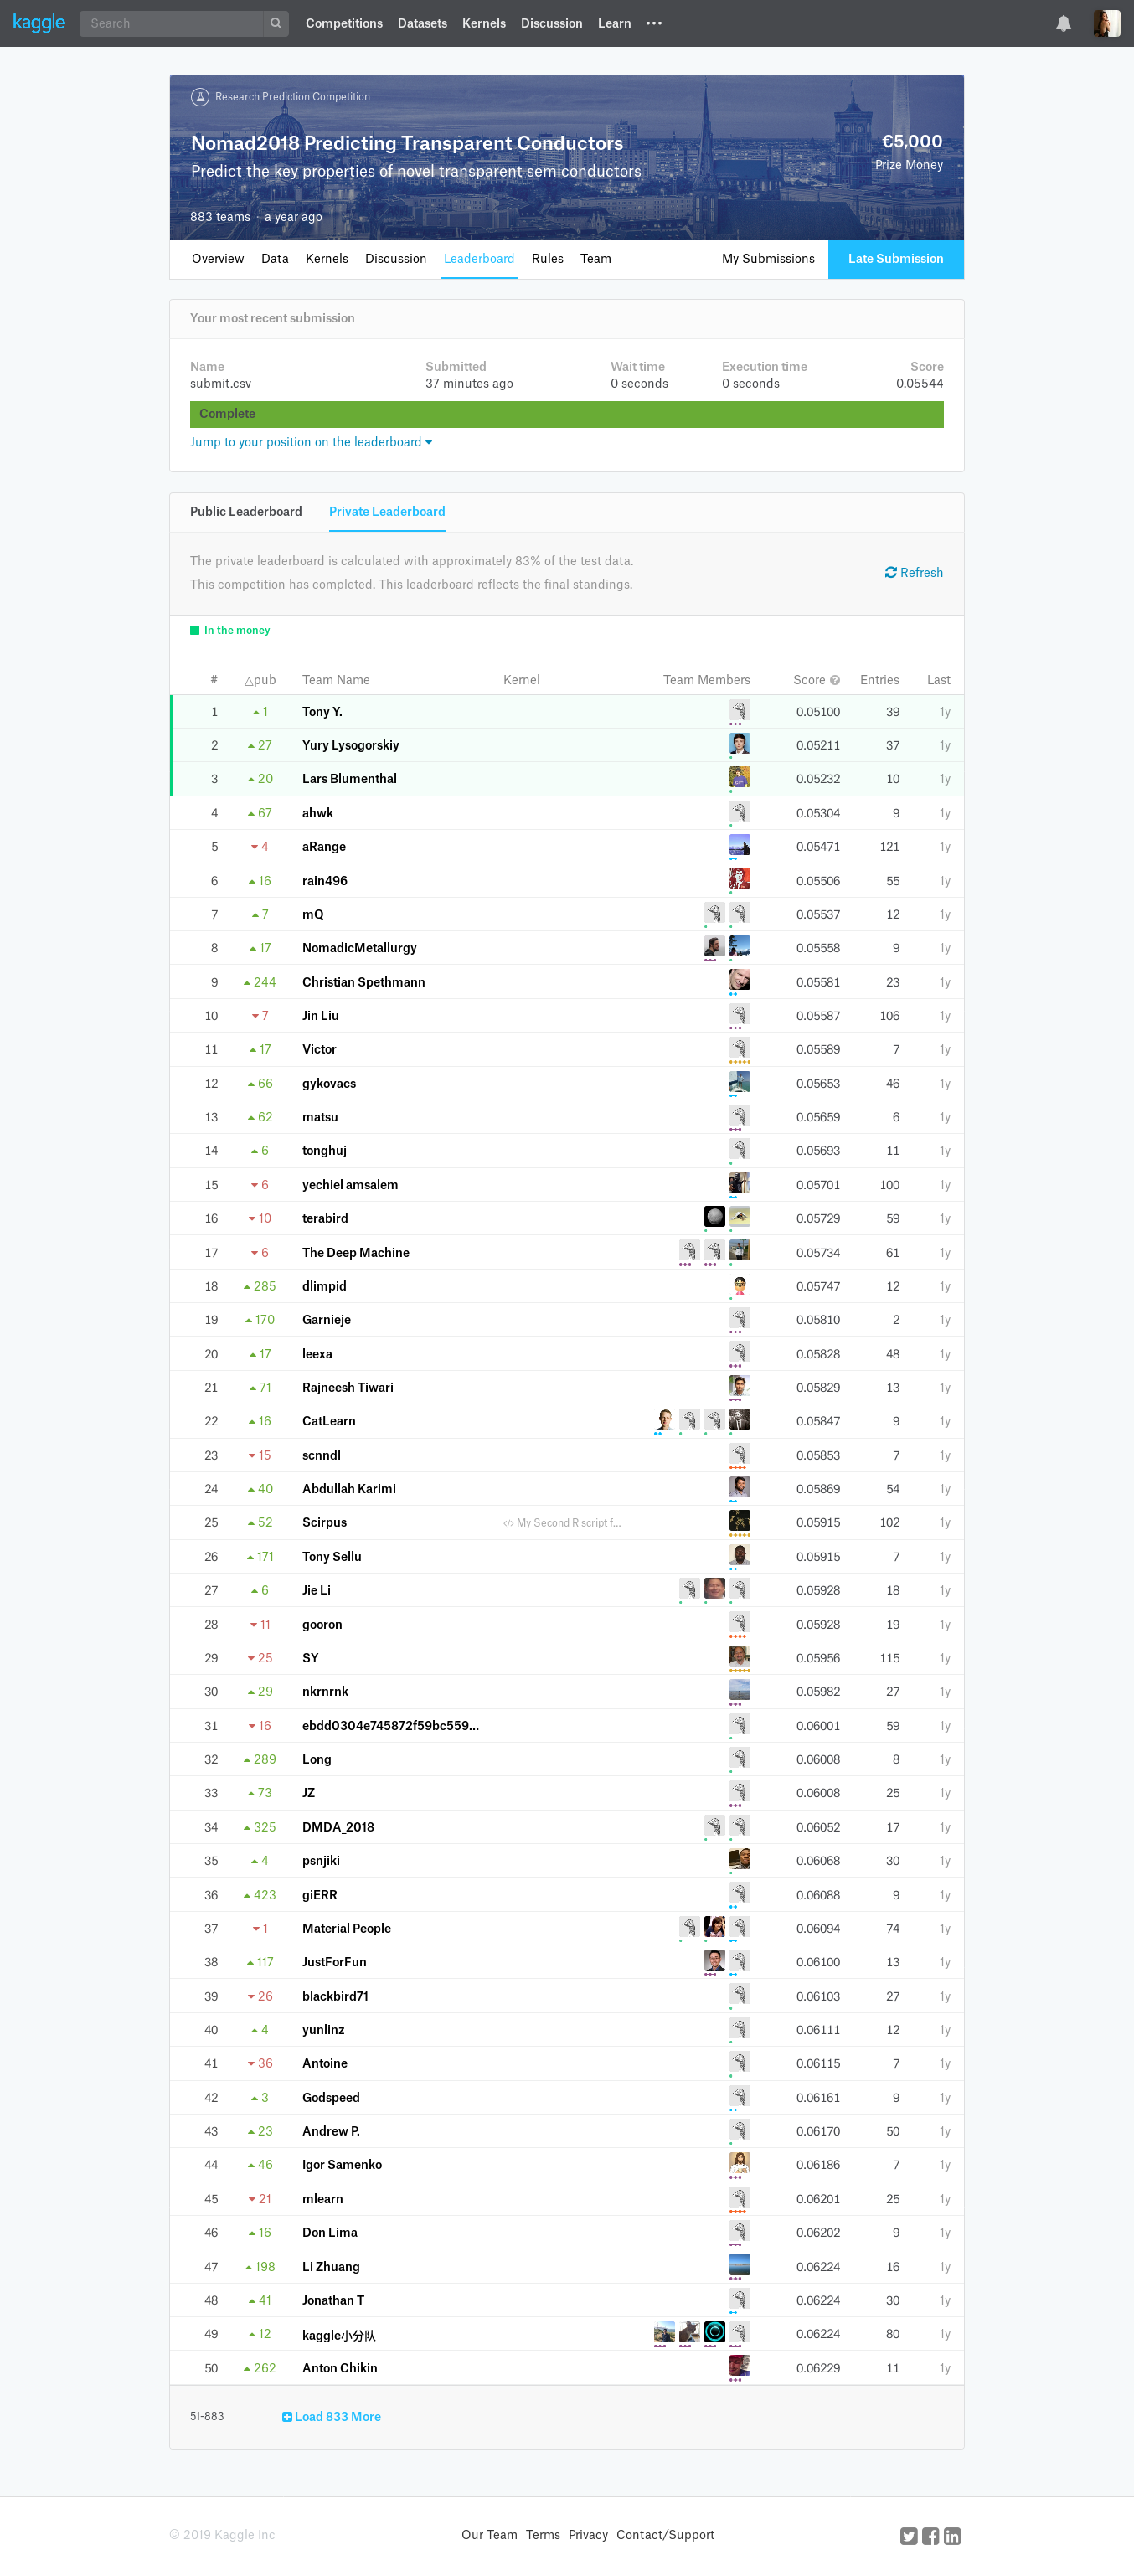 kaggle Search Competitions Datasets Kernels Discussion Learn •••
Research Prediction Competition
Nomad2018 Predicting Transparent Conductors €5,000
Predict the key properties of novel transparent semiconductors Prize Money
883 teams · a year ago
Overview Data Kernels Discussion Leaderboard Rules Team My Submissions Late Submission
Your most recent submission
Name Submitted Wait time Execution time Score
submit.csv 37 minutes ago 0 seconds 0 seconds 0.05544
Complete
Jump to your position on the leaderboard
Public Leaderboard Private Leaderboard
The private leaderboard is calculated with approximately 83% of the test data.
Refresh
This competition has completed. This leaderboard reflects the final standings.
In the money
# △pub Team Name Kernel Team Members Score Entries Last
1 1 Tony Y. 0.05100 39 1y
2 27 Yury Lysogorskiy 0.05211 37 1y
3 20 Lars Blumenthal 0.05232 10 1y
4 67 ahwk 0.05304 9 1y
5 4 aRange 0.05471 121 1y
6 16 rain496 0.05506 55 1y
7 7 mQ 0.05537 12 1y
8 17 NomadicMetallurgy 0.05558 9 1y
9 244 Christian Spethmann 0.05581 23 1y
10 7 Jin Liu 0.05587 106 1y
11 17 Victor 0.05589 7 1y
12 66 gykovacs 0.05653 46 1y
13 62 matsu 0.05659 6 1y
14 6 tonghuj 0.05693 11 1y
15 6 yechiel amsalem 0.05701 100 1y
16 10 terabird 0.05729 59 1y
17 6 The Deep Machine 0.05734 61 1y
18 285 dlimpid 0.05747 12 1y
19 170 Garnieje 0.05810 2 1y
20 17 leexa 0.05828 48 1y
21 71 Rajneesh Tiwari 0.05829 13 1y
22 16 CatLearn 0.05847 9 1y
23 15 scnndl 0.05853 7 1y
24 40 Abdullah Karimi 0.05869 54 1y
25 52 Scirpus </> My Second R script f... 0.05915 102 1y
26 171 Tony Sellu 0.05915 7 1y
27 6 Jie Li 0.05928 18 1y
28 11 gooron 0.05928 19 1y
29 25 SY 0.05956 115 1y
30 29 nkrnrnk 0.05982 27 1y
31 16 ebdd0304e745872f59bc559... 0.06001 59 1y
32 289 Long 0.06008 8 1y
33 73 JZ 0.06008 25 1y
34 325 DMDA_2018 0.06052 17 1y
35 4 psnjiki 0.06068 30 1y
36 423 giERR 0.06088 9 1y
37 1 Material People 0.06094 74 1y
38 117 JustForFun 0.06100 13 1y
39 26 blackbird71 0.06103 27 1y
40 4 yunlinz 0.06111 12 1y
41 36 Antoine 0.06115 7 1y
42 3 Godspeed 0.06161 9 1y
43 23 Andrew P. 0.06170 50 1y
44 46 Igor Samenko 0.06186 7 1y
45 21 mlearn 0.06201 25 1y
46 16 Don Lima 0.06202 9 1y
47 198 Li Zhuang 0.06224 16 1y
48 41 Jonathan T 0.06224 30 1y
49 12 kaggle小分队 0.06224 80 1y
50 262 Anton Chikin 0.06229 11 1y
51-883 Load 833 More
© 2019 Kaggle Inc Our Team Terms Privacy Contact/Support